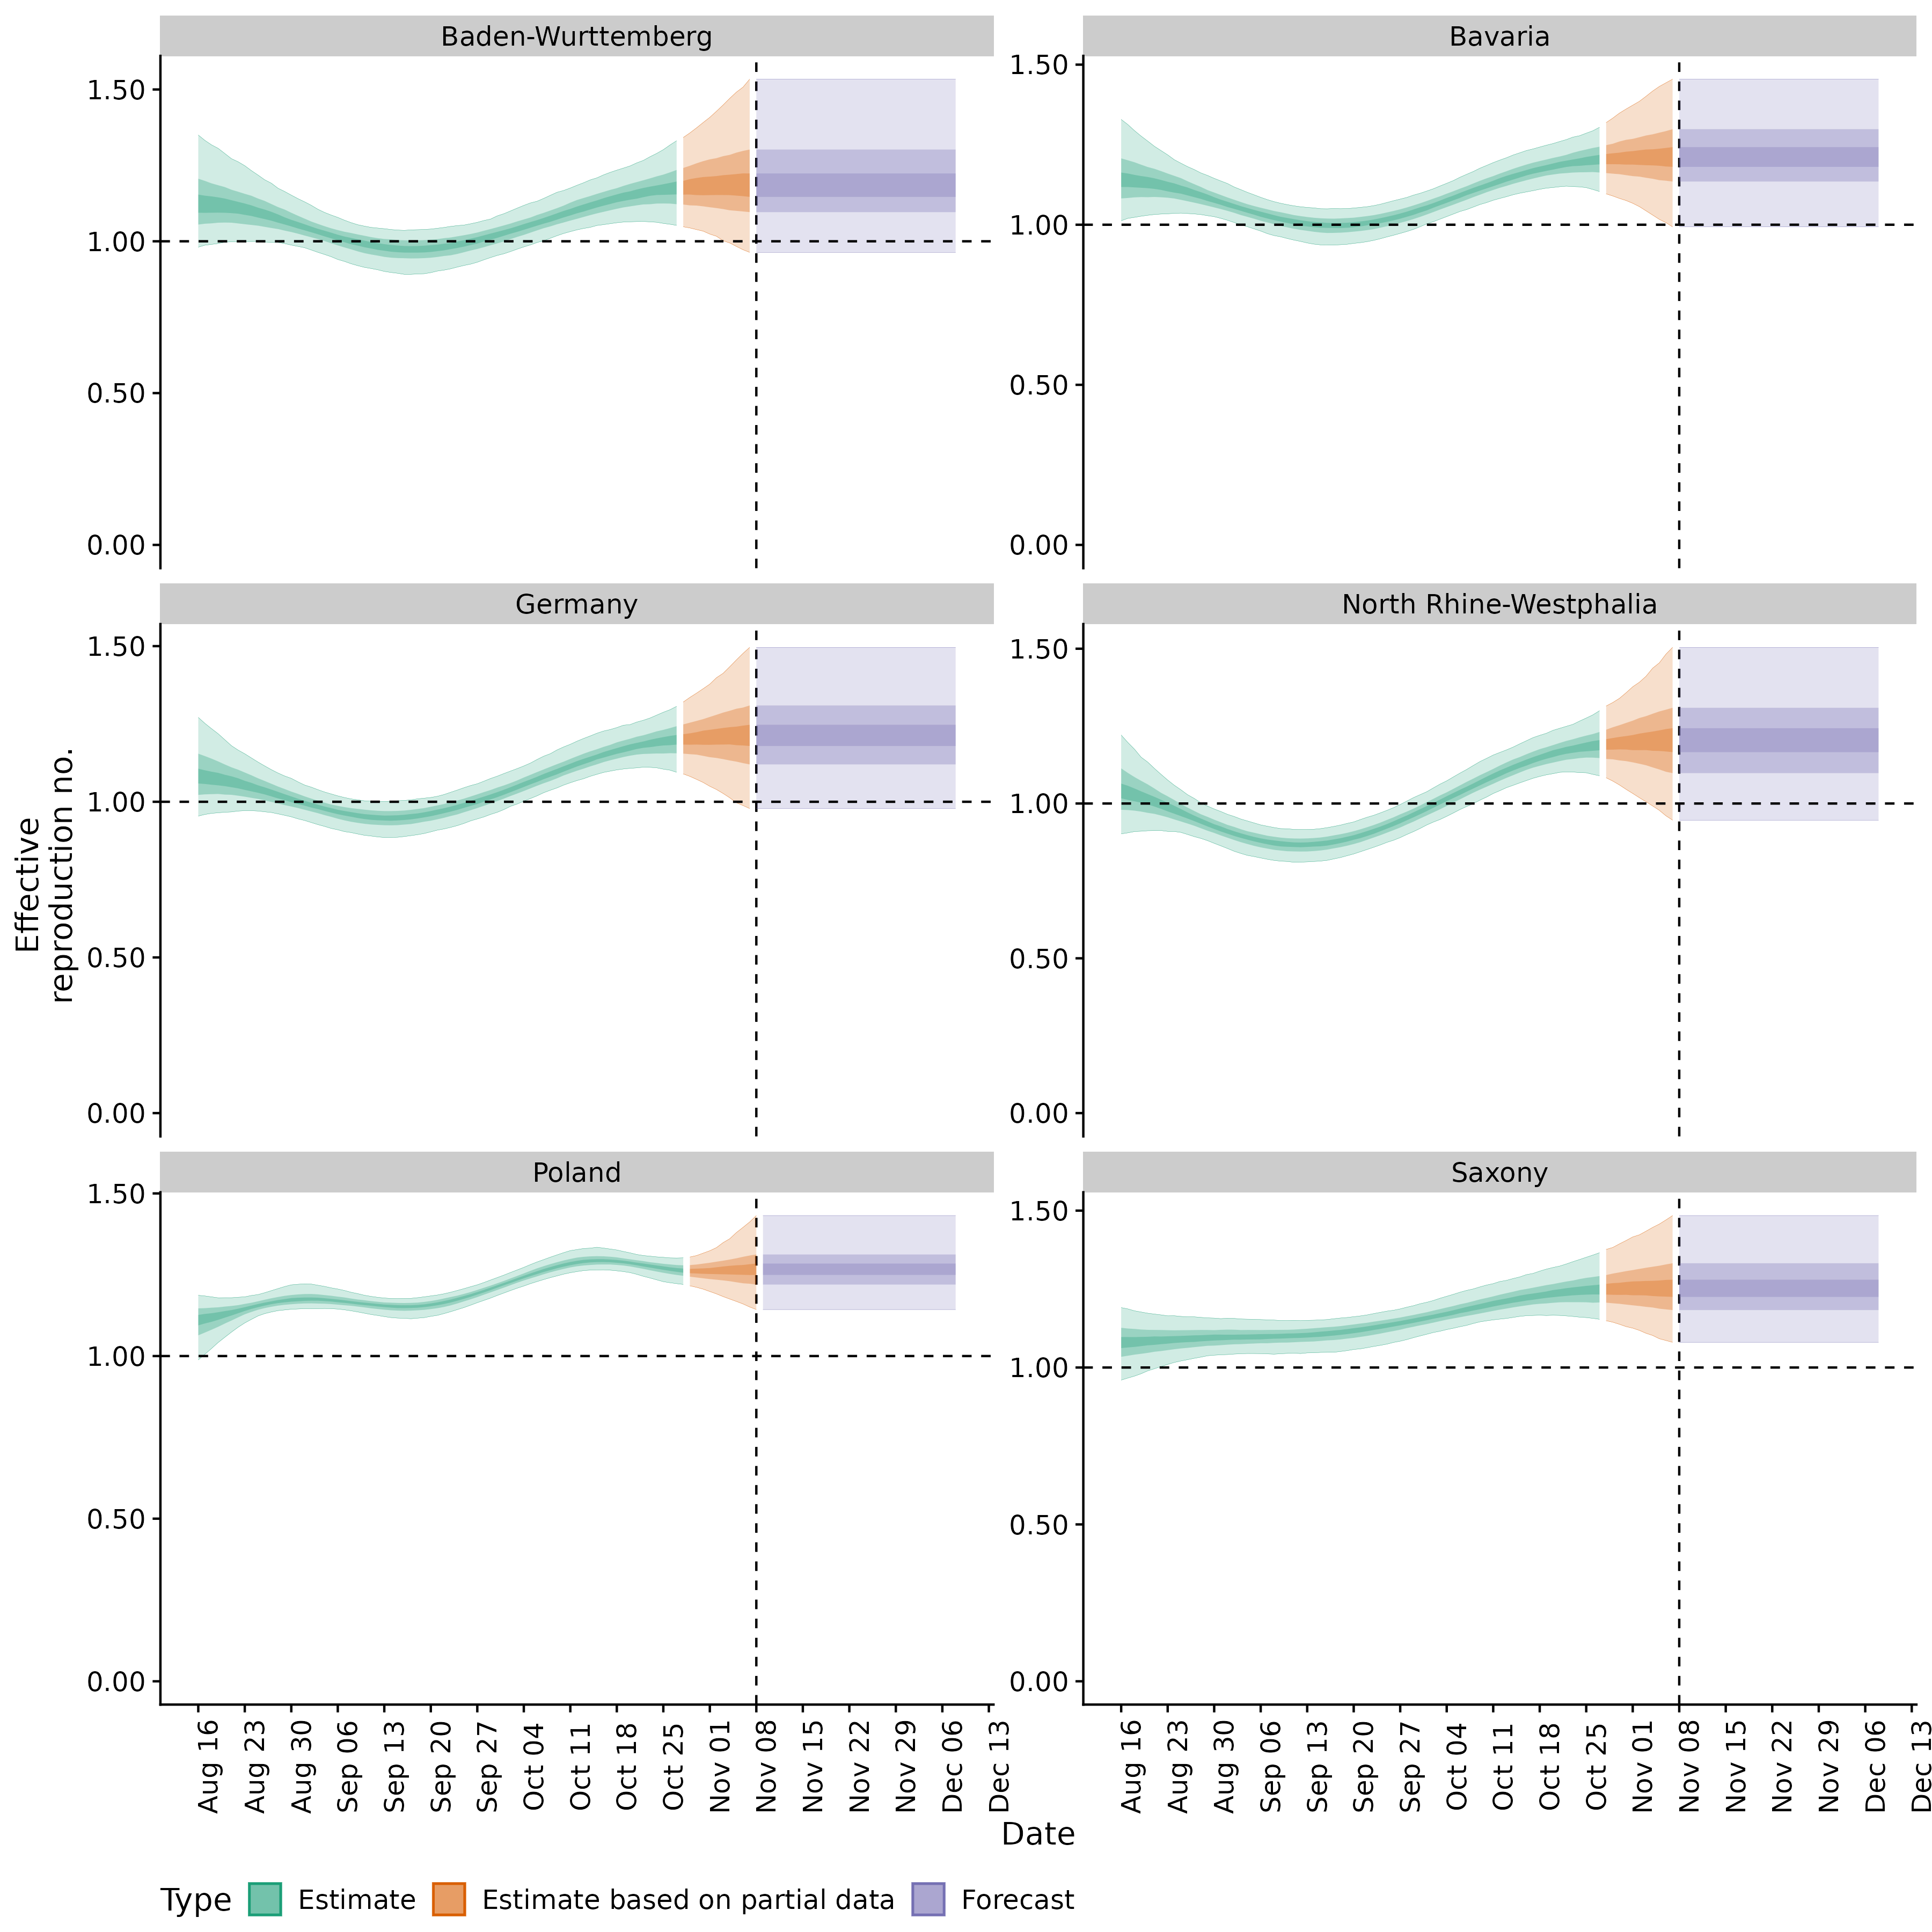 Baden-Wurttemberg
Bavaria
1.50
1.00
0.50
0.00
1.50
1.00
0.50
0.00
Germany
North Rhine-Westphalia
1.50
1.00
0.50
0.00
1.50
1.00
0.50
0.00
Effective
reproduction no.
Poland
Saxony
1.50
1.00
0.50
0.00
1.50
1.00
0.50
0.00
Aug 16
Aug 23
Aug 30
Sep 06
Sep 13
Sep 20
Sep 27
Oct 04
Oct 11
Oct 18
Oct 25
Nov 01
Nov 08
Nov 15
Nov 22
Nov 29
Dec 06
Dec 13
Aug 16
Aug 23
Aug 30
Sep 06
Sep 13
Sep 20
Sep 27
Oct 04
Oct 11
Oct 18
Oct 25
Nov 01
Nov 08
Nov 15
Nov 22
Nov 29
Dec 06
Dec 13
Date
Type Estimate Estimate based on partial data Forecast